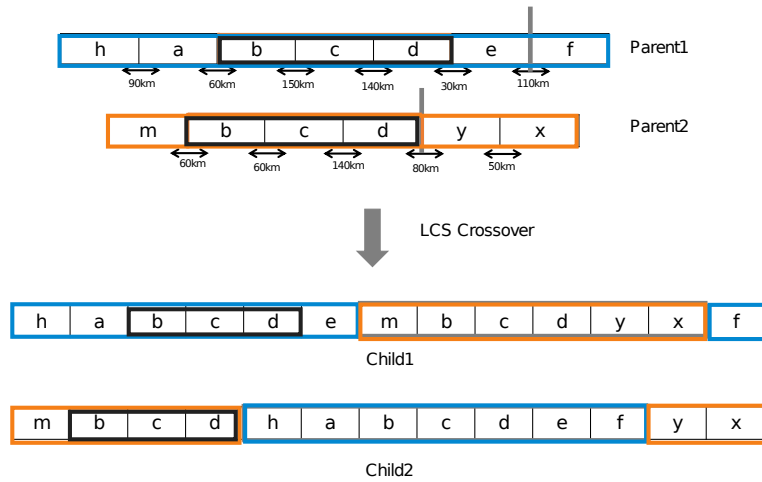 h a b c d e f Parent1
90km 60km 150km 140km 30km 110km
m b c d y x Parent2
60km 60km 140km 80km 50km
LCS Crossover
h a b c d e m b c d y x f
Child1
m b c d h a b c d e f y x
Child2